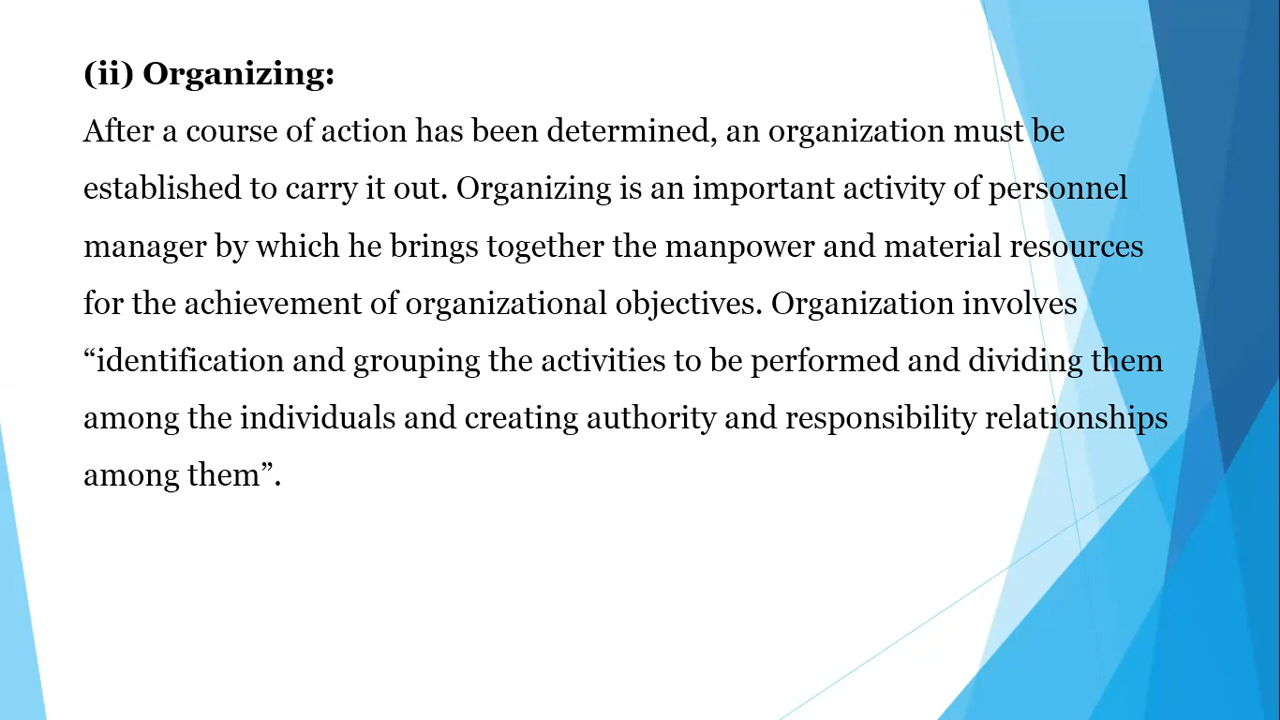 (ii) Organizing:
After a course of action has been determined, an organization must be
established to carry it out. Organizing is an important activity of personnel
manager by which he brings together the manpower and material resources
for the achievement of organizational objectives. Organization involves
“identification and grouping the activities to be performed and dividing them
among the individuals and creating authority and responsibility relationships
among them”.